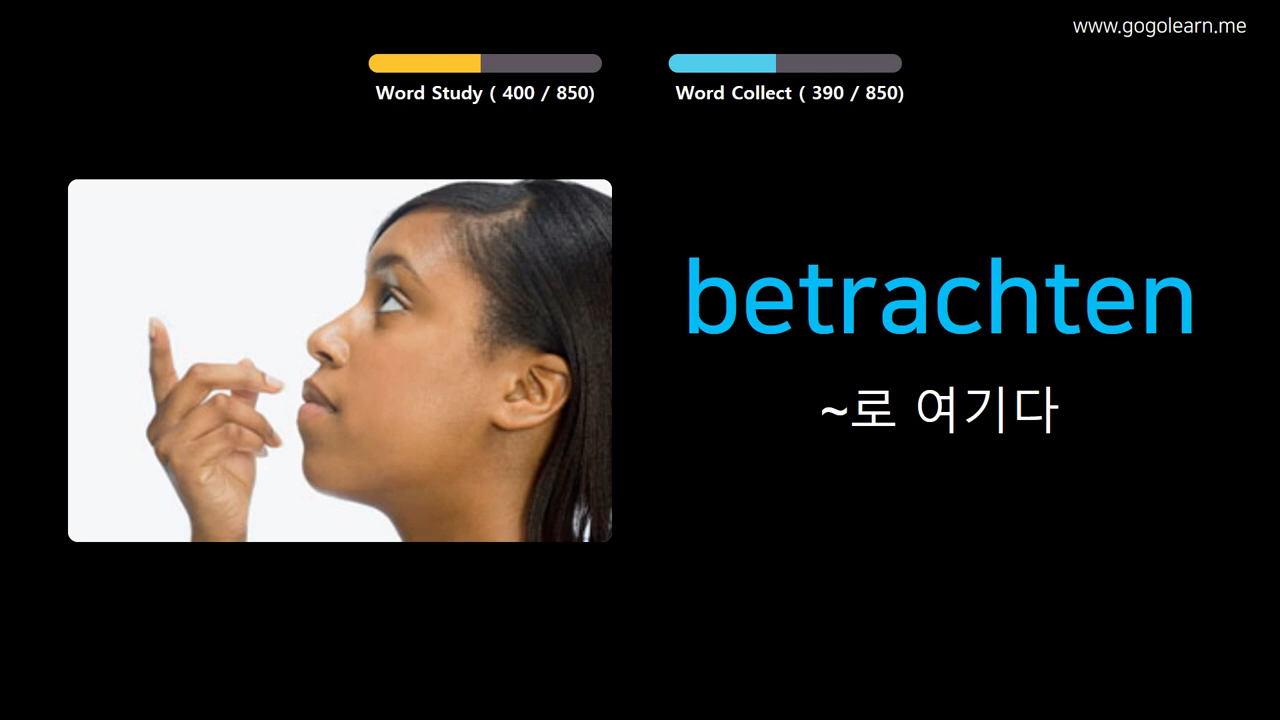 www.gogolearn.me
Word Study ( 400 / 850)
Word Collect ( 390 / 850)
betrachten
~로 여기다